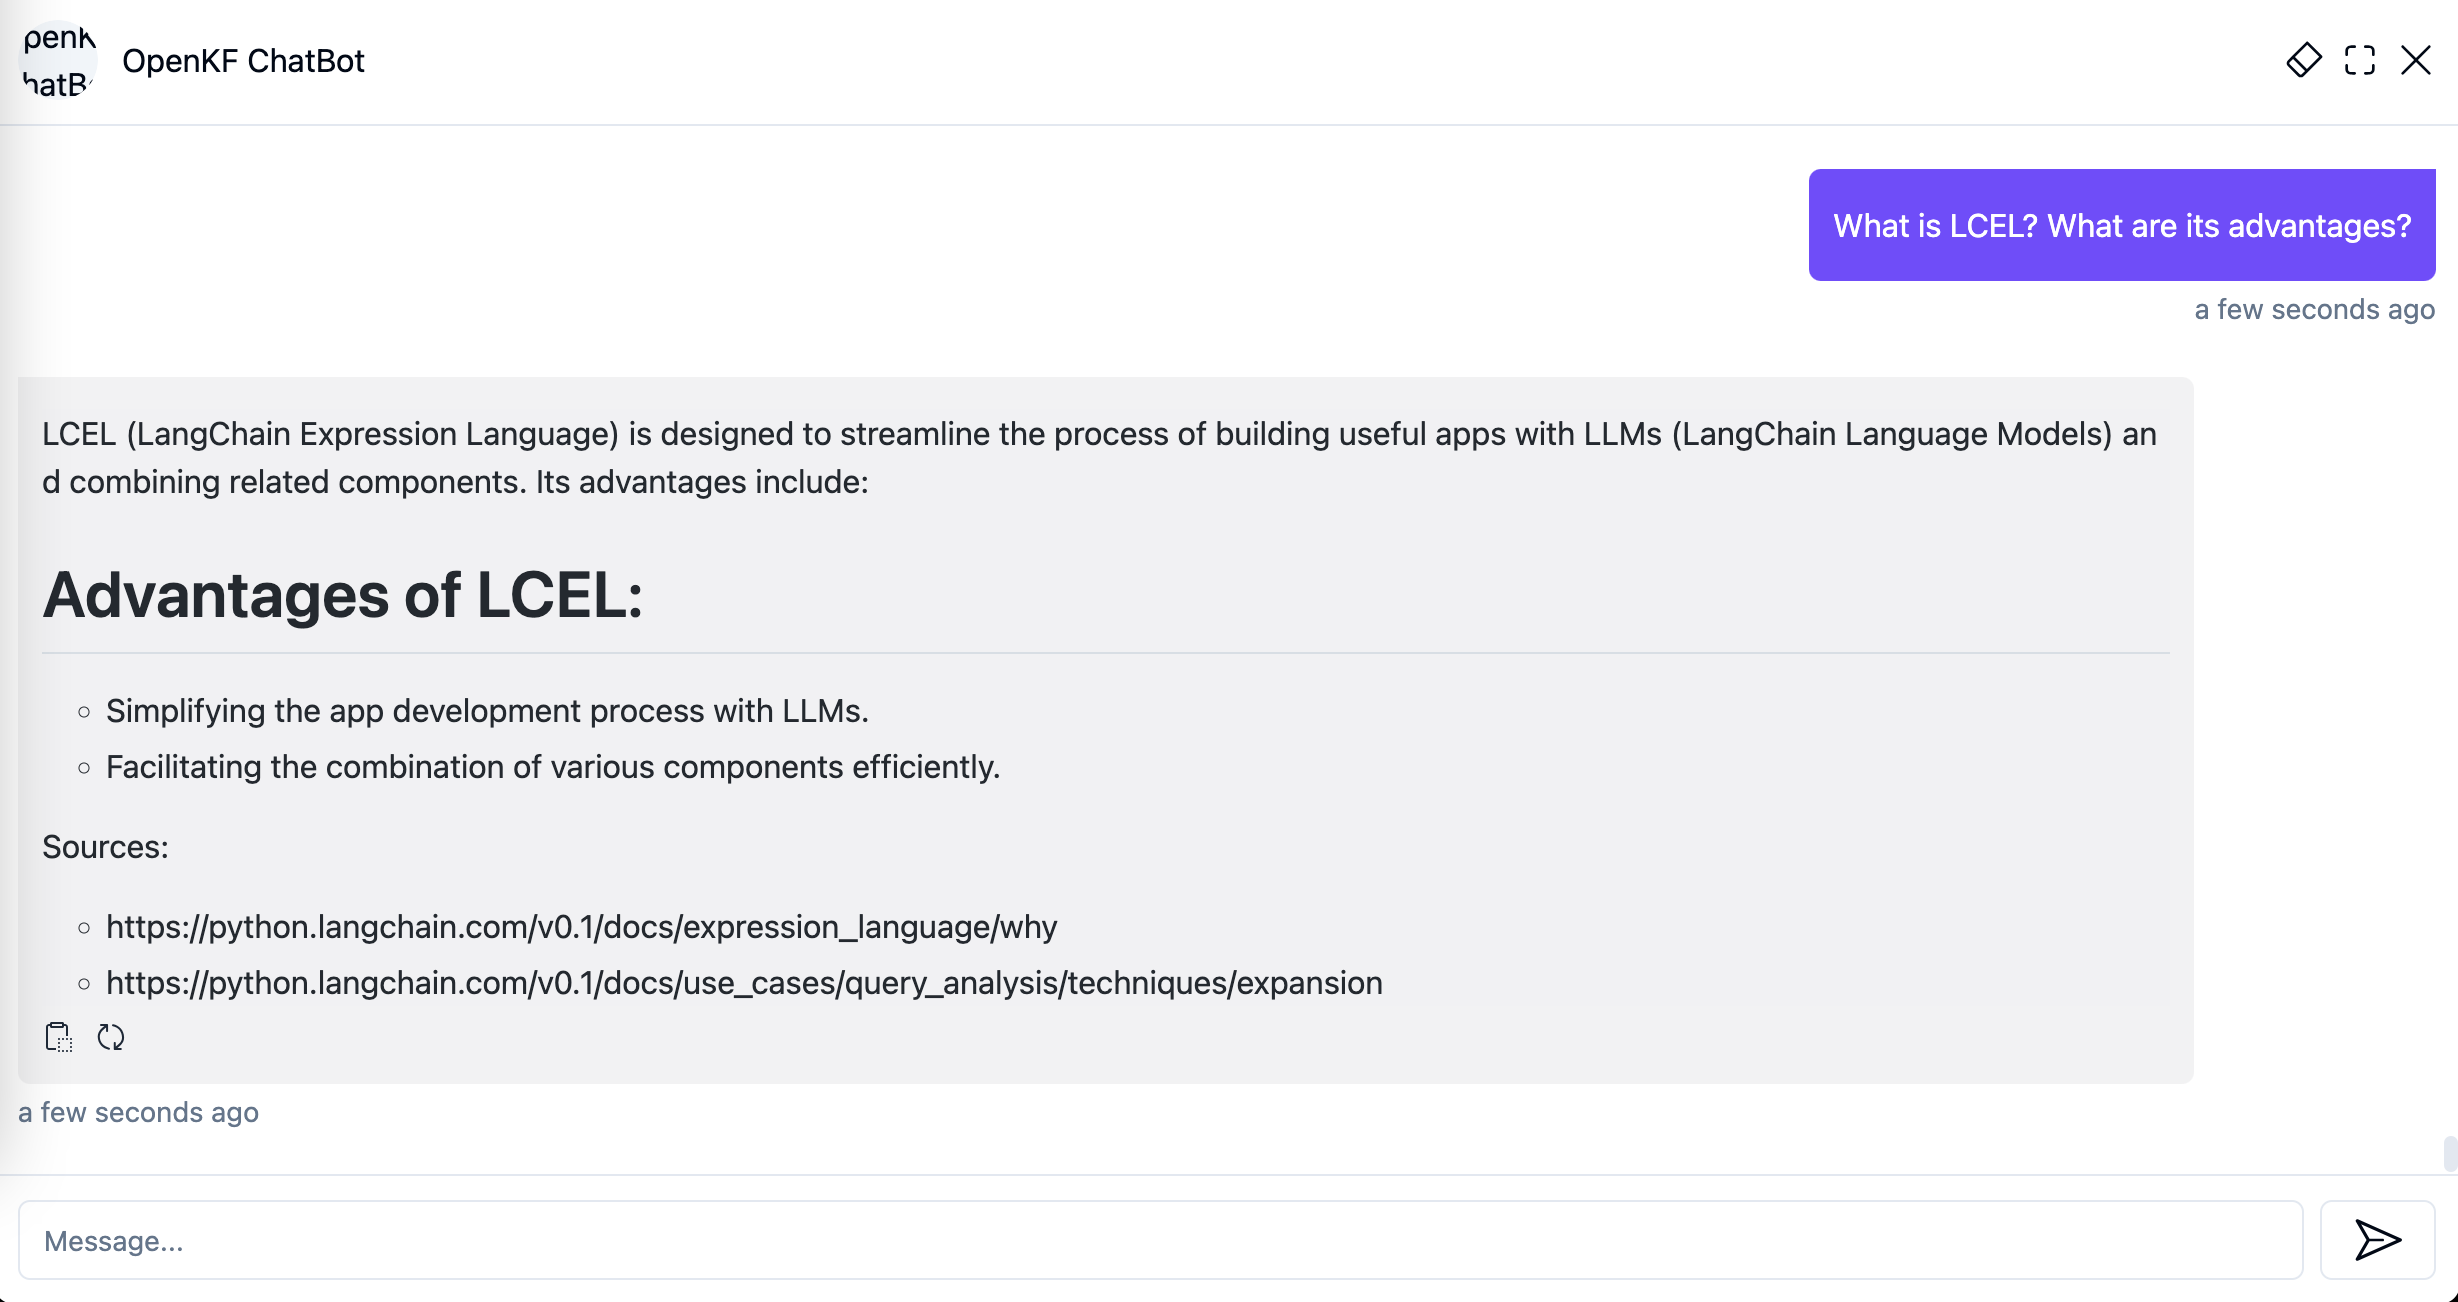 OpenKF ChatBot
What is LCEL? What are its advantages?
a few seconds ago
LCEL (LangChain Expression Language) is designed to streamline the process of building useful apps with LLMs (LangChain Language Models) an
d combining related components. Its advantages include:
Advantages of LCEL:
Simplifying the app development process with LLMs.
Facilitating the combination of various components efficiently.
Sources:
https://python.langchain.com/v0.1/docs/expression_language/why
https://python.langchain.com/v0.1/docs/use_cases/query_analysis/techniques/expansion
a few seconds ago
Message...